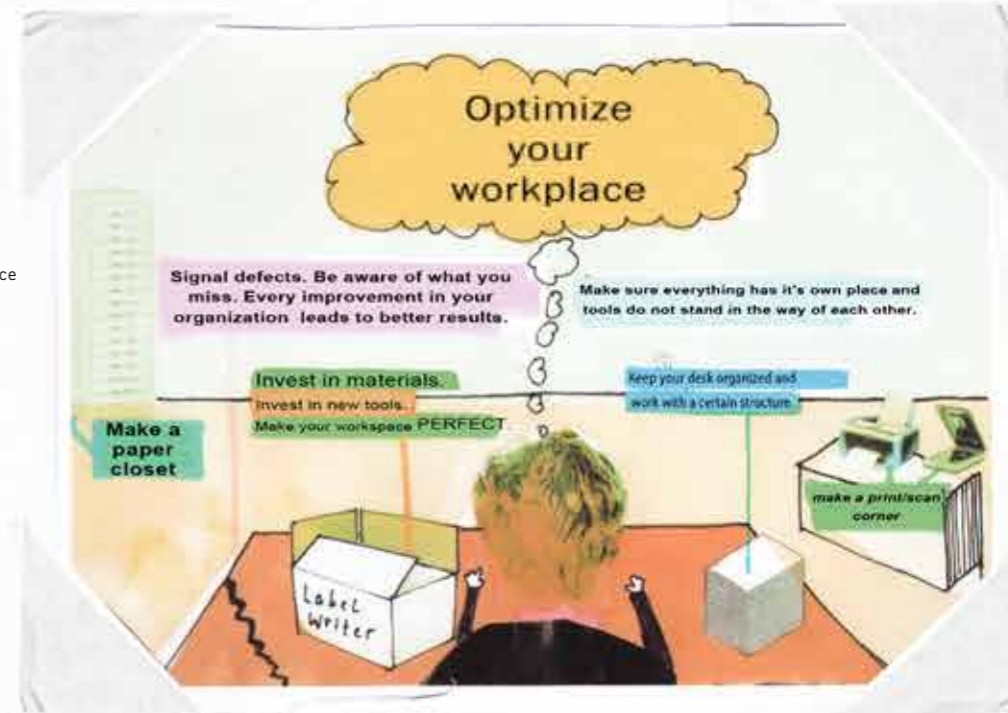 Optimize
your
workplace
ce
Signal defects. Be aware of what you
miss. Every improvement in your
organization leads to better results.
Make sure everything has it's own place and
tools do not stand in the way of each other.
Invest in materials.
Invest in new tools.
Make your workspace PERFECT.
Keep your desk organized and
work with a certain structure
Make a
paper
closet
make a print/scan
corner
Label
Writer